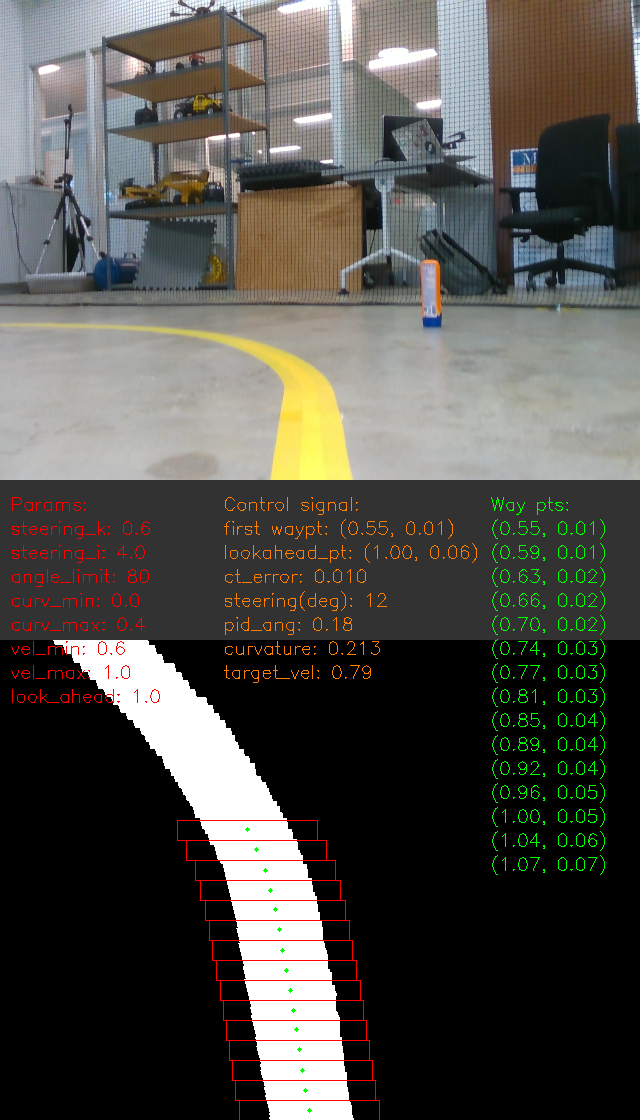 M
Params:
steering_k: 0.6
steering_i: 4.0
angle_limit: 80
curv_min: 0.0
curv_max: 0.4
vel_min: 0.6
vel_max: 1.0
look_ahead: 1.0
Control signal:
first waypt: (0.55, 0.01)
lookahead_pt: (1.00, 0.06)
ct_error: 0.010
steering(deg): 12
pid_ang: 0.18
curvature: 0.213
target_vel: 0.79
Way pts:
(0.55, 0.01)
(0.59, 0.01)
(0.63, 0.02)
(0.66, 0.02)
(0.70, 0.02)
(0.74, 0.03)
(0.77, 0.03)
(0.81, 0.03)
(0.85, 0.04)
(0.89, 0.04)
(0.92, 0.04)
(0.96, 0.05)
(1.00, 0.05)
(1.04, 0.06)
(1.07, 0.07)